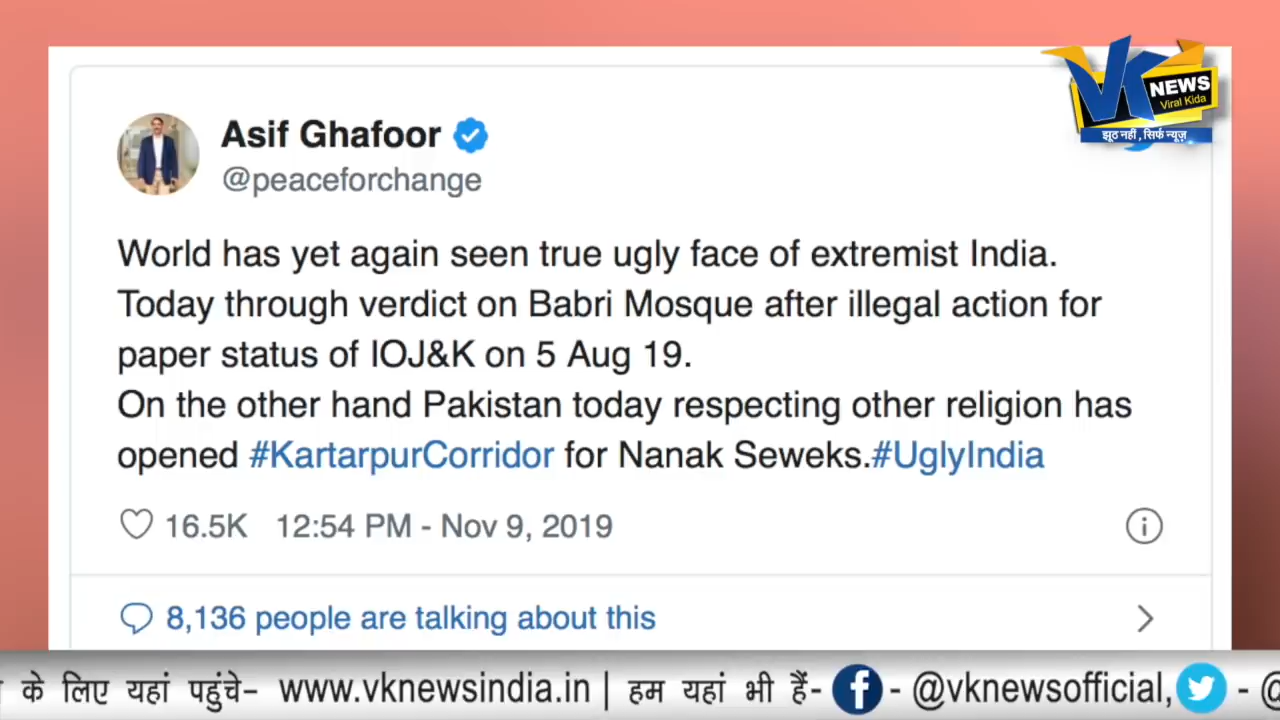 VK NEWS
Viral Kida
झूठ नहीं, सिर्फ न्यूज़
Asif Ghafoor
@peaceforchange
World has yet again seen true ugly face of extremist India.
Today through verdict on Babri Mosque after illegal action for
paper status of IOJ&K on 5 Aug 19.
On the other hand Pakistan today respecting other religion has
opened #KartarpurCorridor for Nanak Seweks.#UglyIndia
16.5K 12:54 PM - Nov 9, 2019
8,136 people are talking about this
के लिए यहां पहुंचे- www.vknewsindia.in | हम यहां भी हैं- - @vknewsofficial, - @